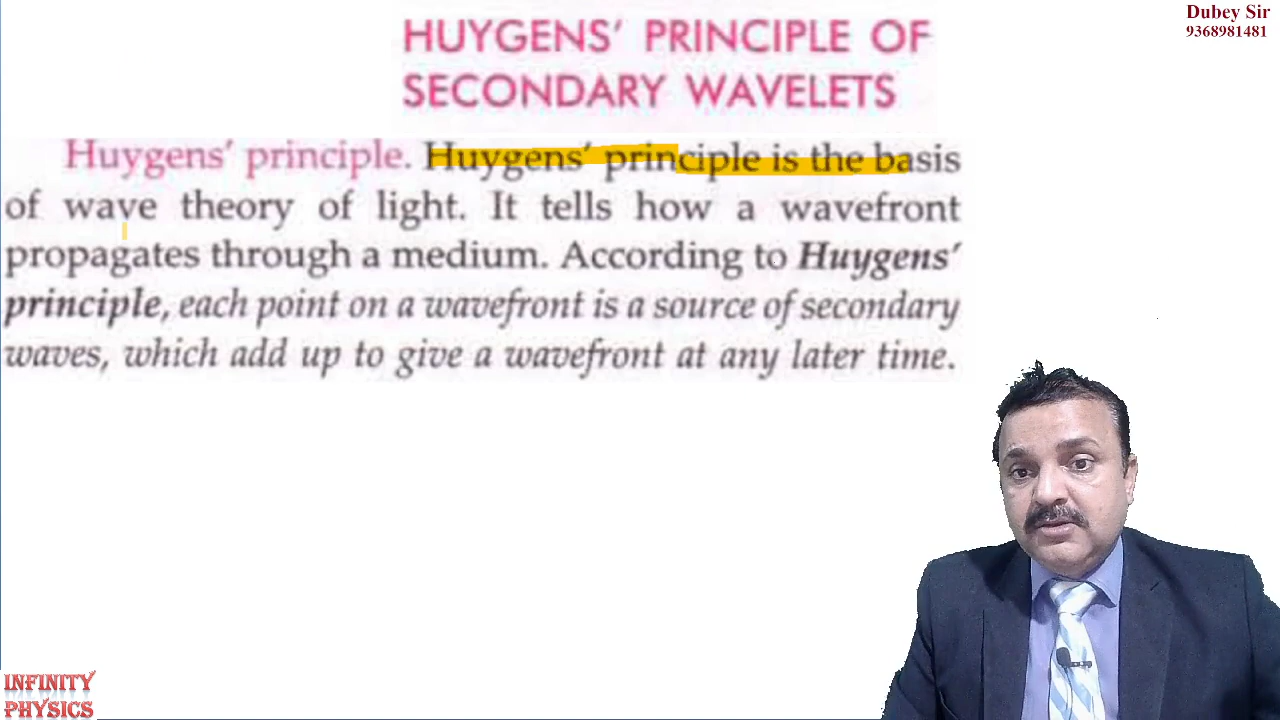 Dubey Sir
9368981481
HUYGENS' PRINCIPLE OF
SECONDARY WAVELETS
Huygens' principle. Huygens' principle is the basis
of wave theory of light. It tells how a wavefront
propagates through a medium. According to Huygens'
principle, each point on a wavefront is a source of secondary
waves, which add up to give a wavefront at any later time.
INFINITY
PHYSICS